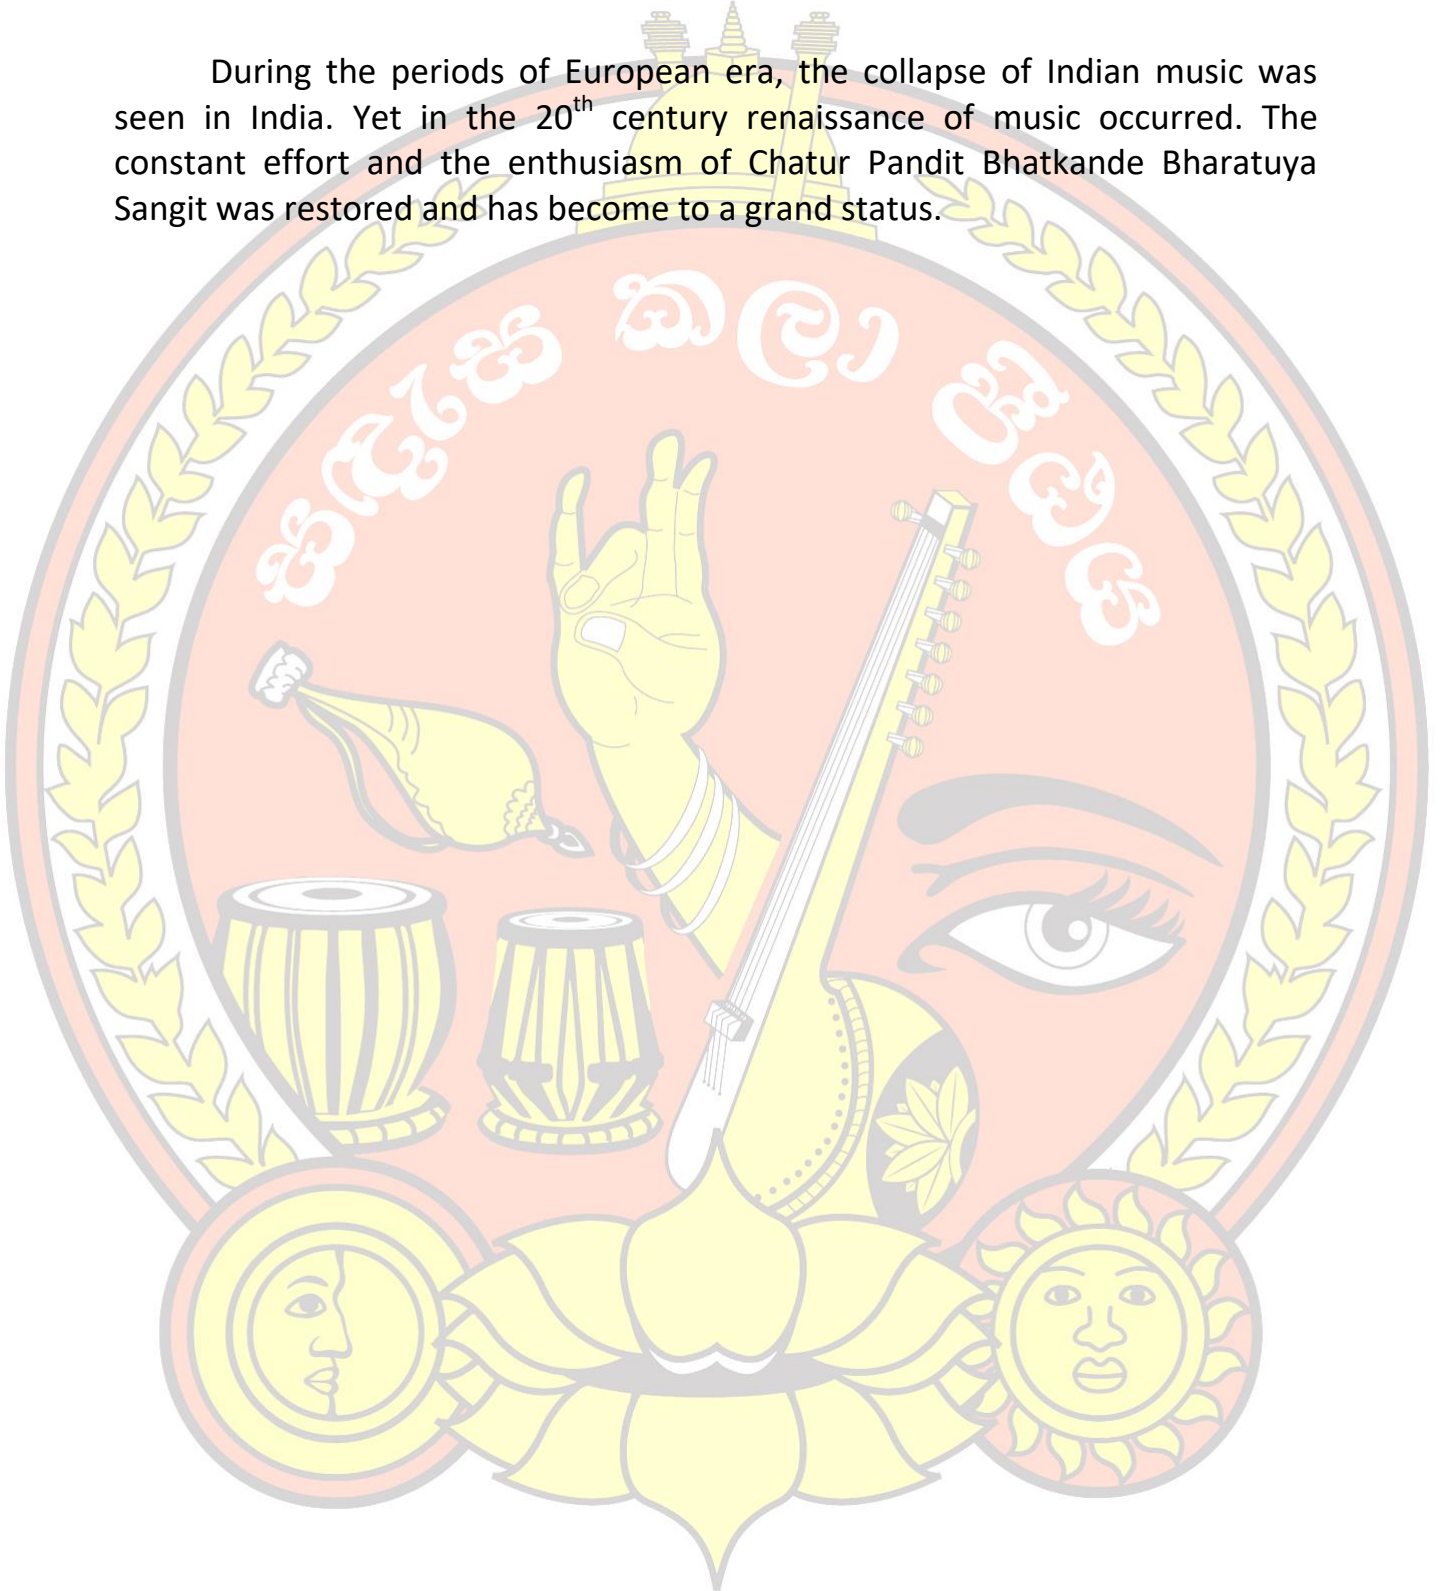 During the periods of European era, the collapse of Indian music was
seen in India. Yet in the 20th century renaissance of music occurred. The
constant effort and the enthusiasm of Chatur Pandit Bhatkande Bharatuya
Sangit was restored and has become to a grand status.
සඳැස කලා